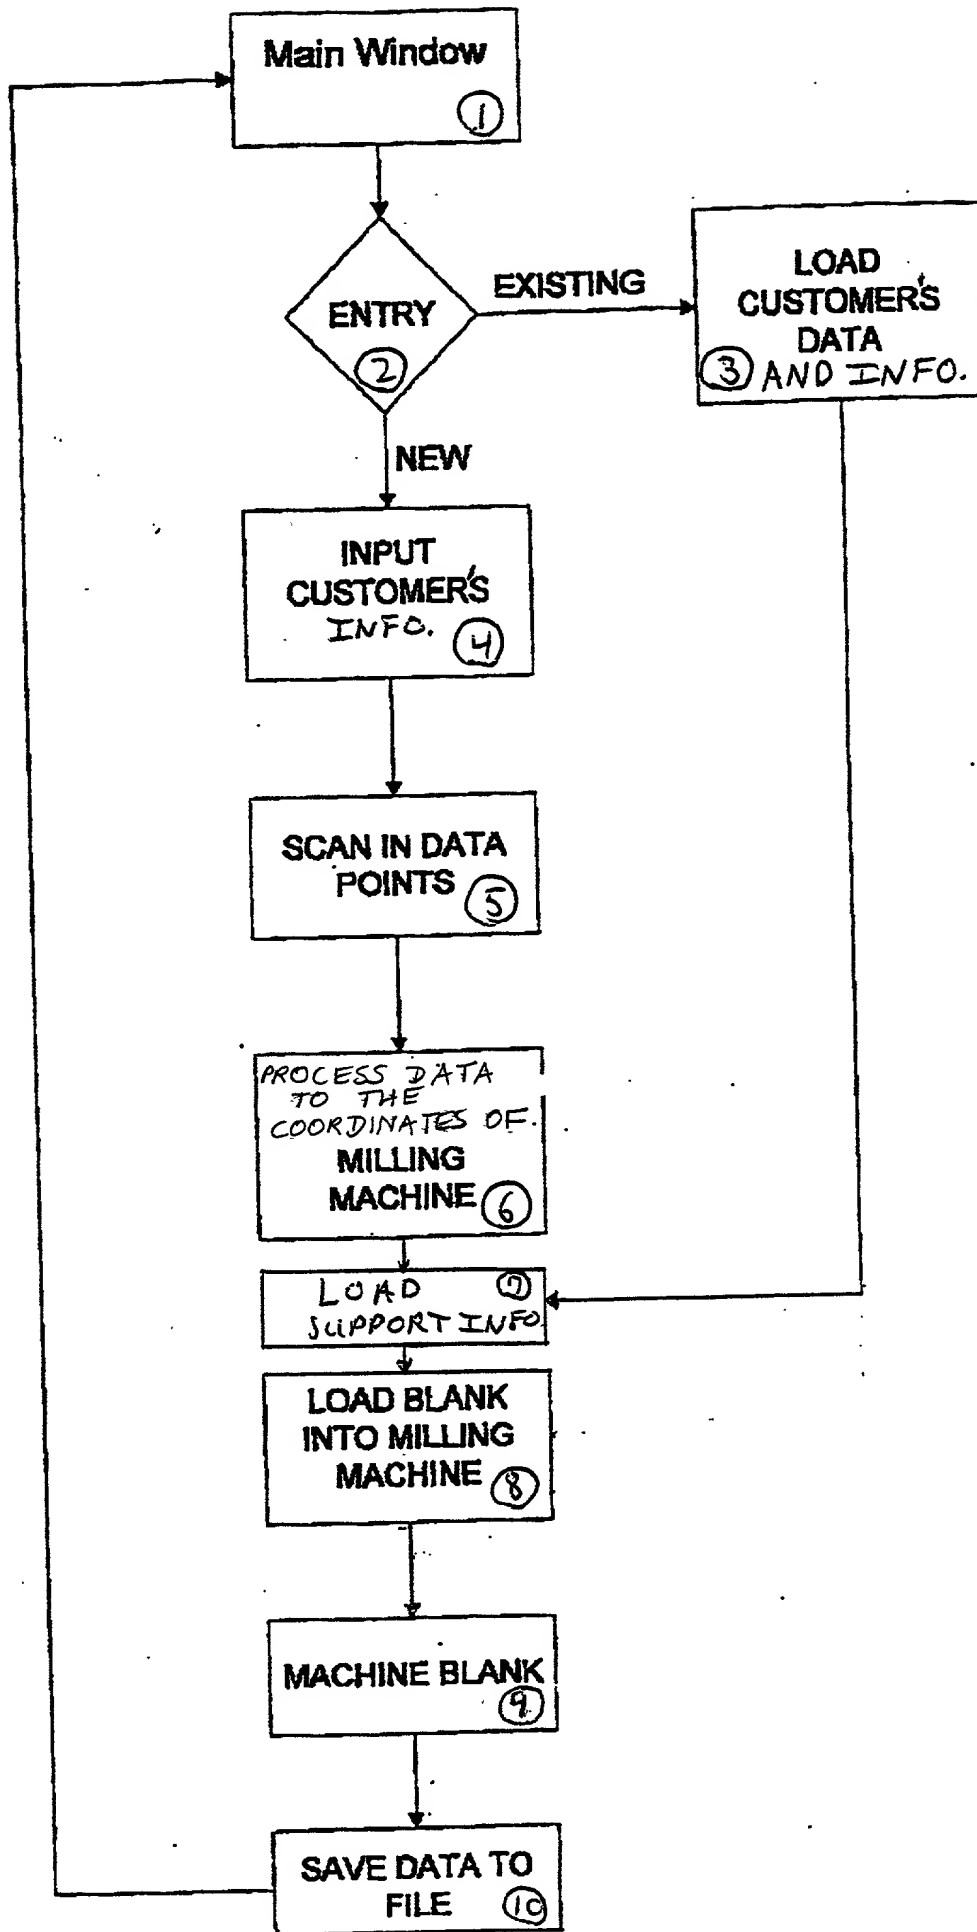 Main Window
1
ENTRY
2
EXISTING
LOAD
CUSTOMER'S
DATA
3 AND INFO.
NEW
INPUT
CUSTOMER'S
INFO.
4
SCAN IN DATA
POINTS
5
PROCESS DATA
TO THE
COORDINATES OF.
MILLING
MACHINE
6
LOAD 7
SUPPORT INFO.
LOAD BLANK
INTO MILLING
MACHINE
8
MACHINE BLANK
9
SAVE DATA TO
FILE
10